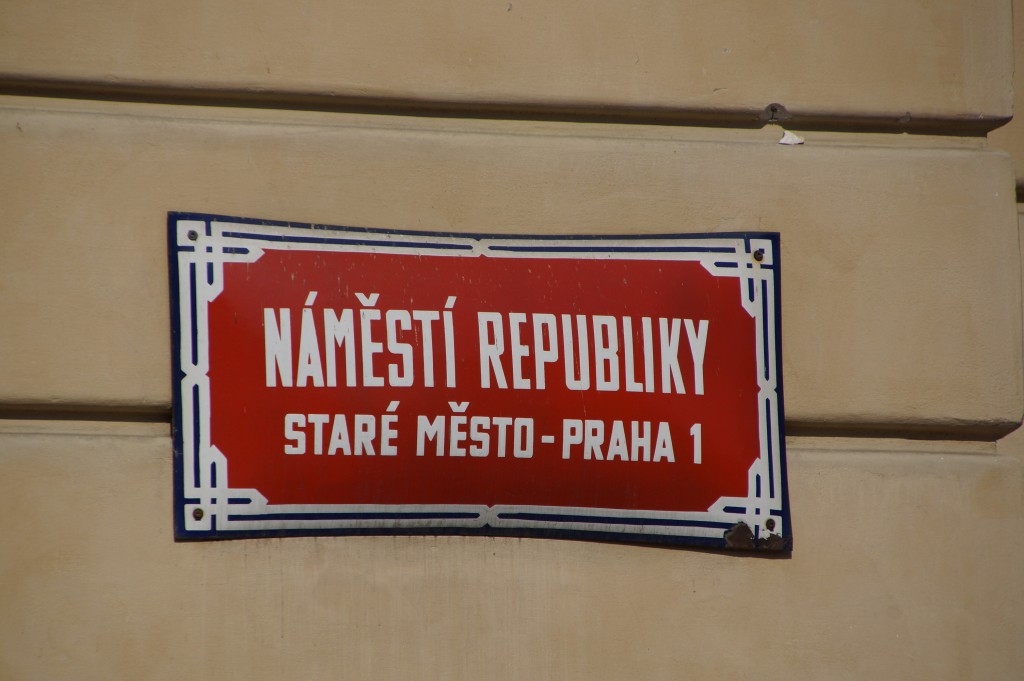 NÁMĚSTÍ REPUBLIKY
STARÉ MĚSTO - PRAHA 1